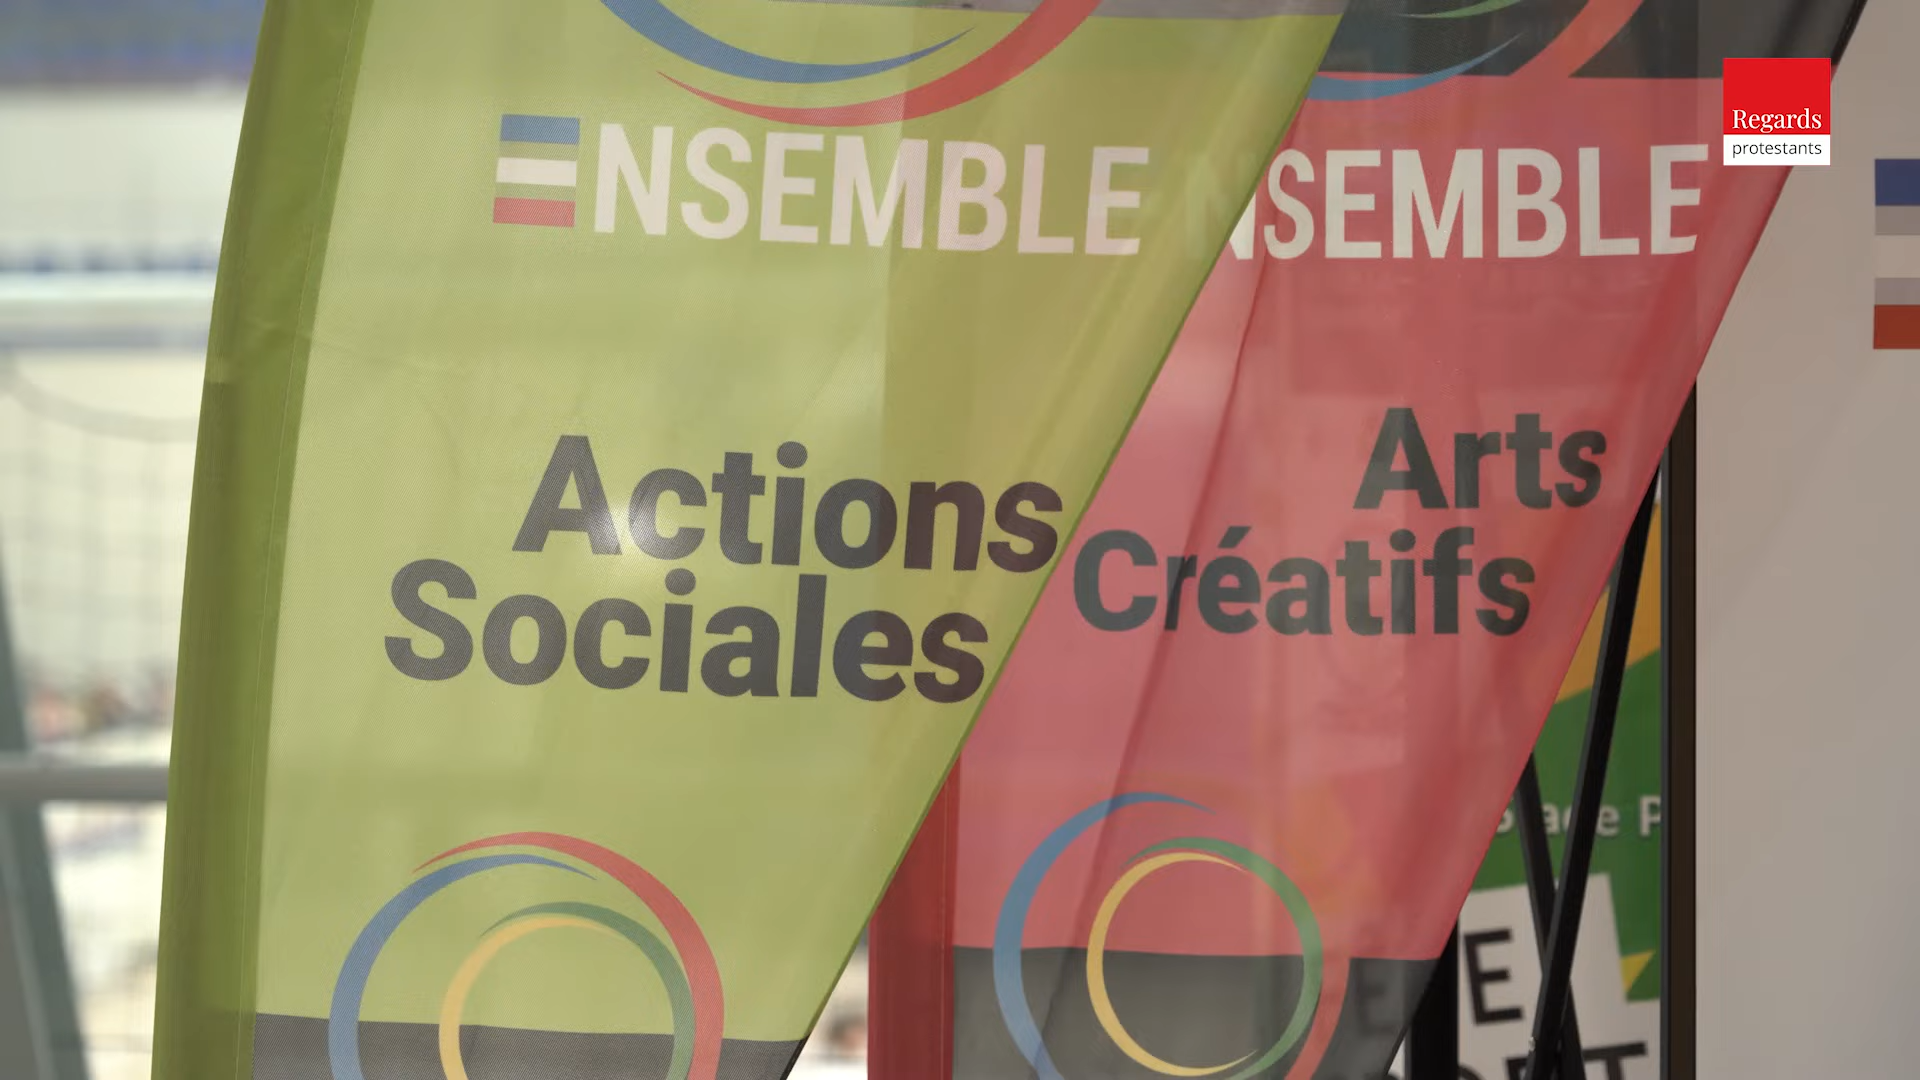 ENSEMBLE
Actions
Sociales
NSEMBLE
Arts
Créatifs
Regards
protestants